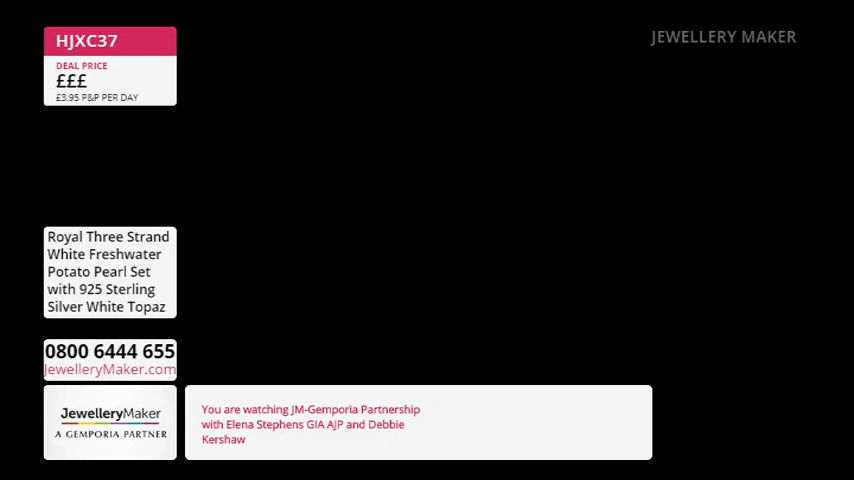 HJXC37
JEWELLERY MAKER
DEAL PRICE
£££
£3.95 P&P PER DAY
Royal Three Strand
White Freshwater
Potato Pearl Set
with 925 Sterling
Silver White Topaz
0800 6444 655
JewelleryMaker.com
JewelleryMaker
A GEMPORIA PARTNER
You are watching JM-Gemporia Partnership
with Elena Stephens GIA AJP and Debbie
Kershaw